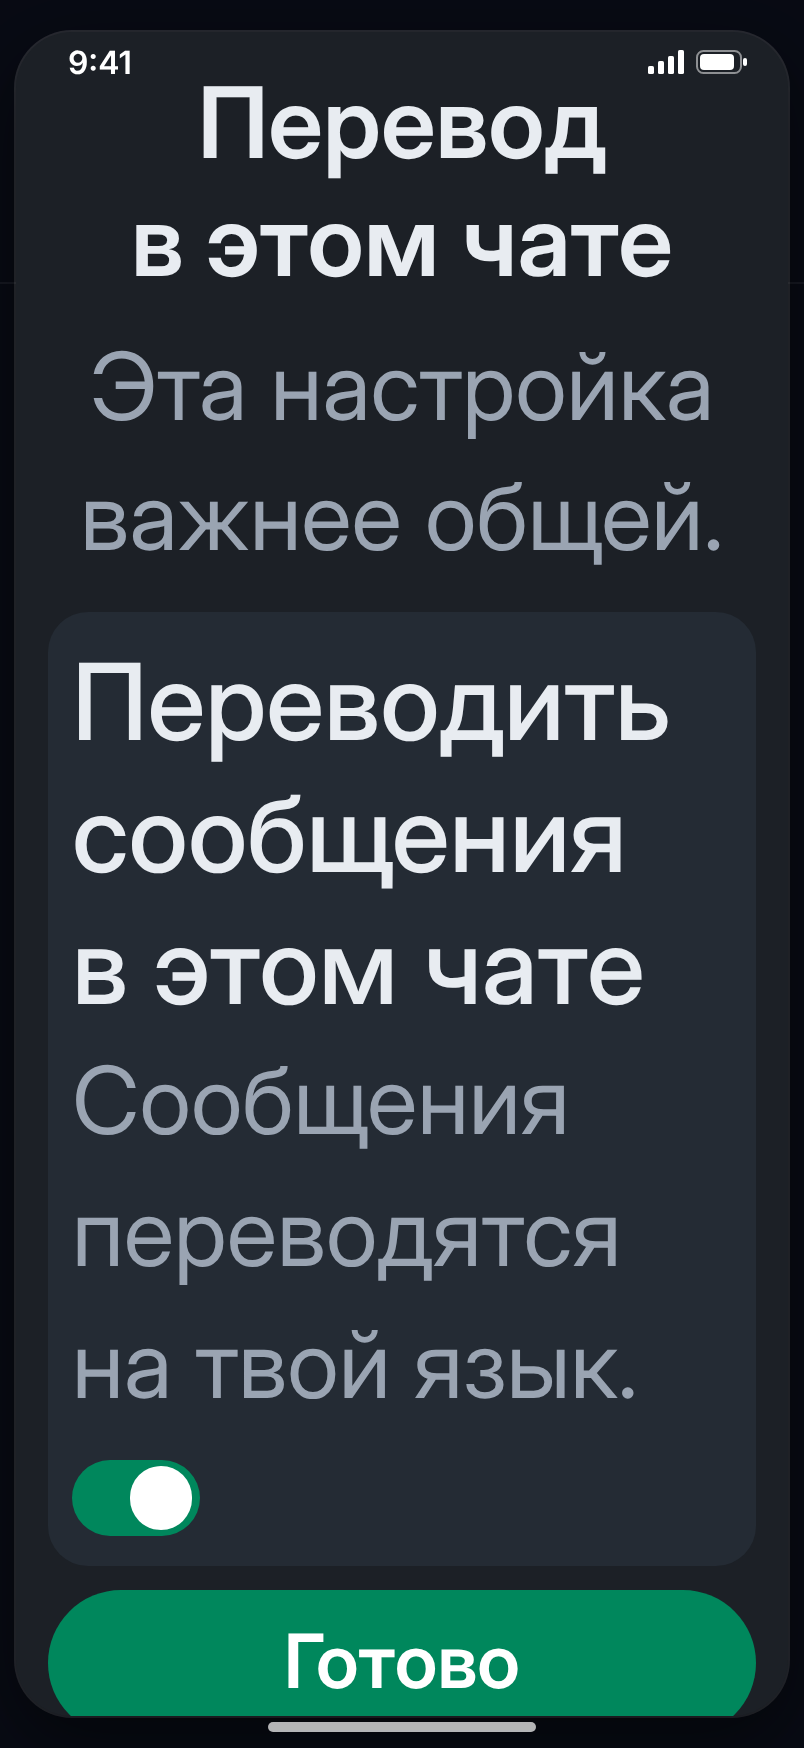 9:41
Перевод
в этом чате
Эта настройка
важнее общей.
Переводить
сообщения
в этом чате
Сообщения
переводятся
на твой язык.
Готово